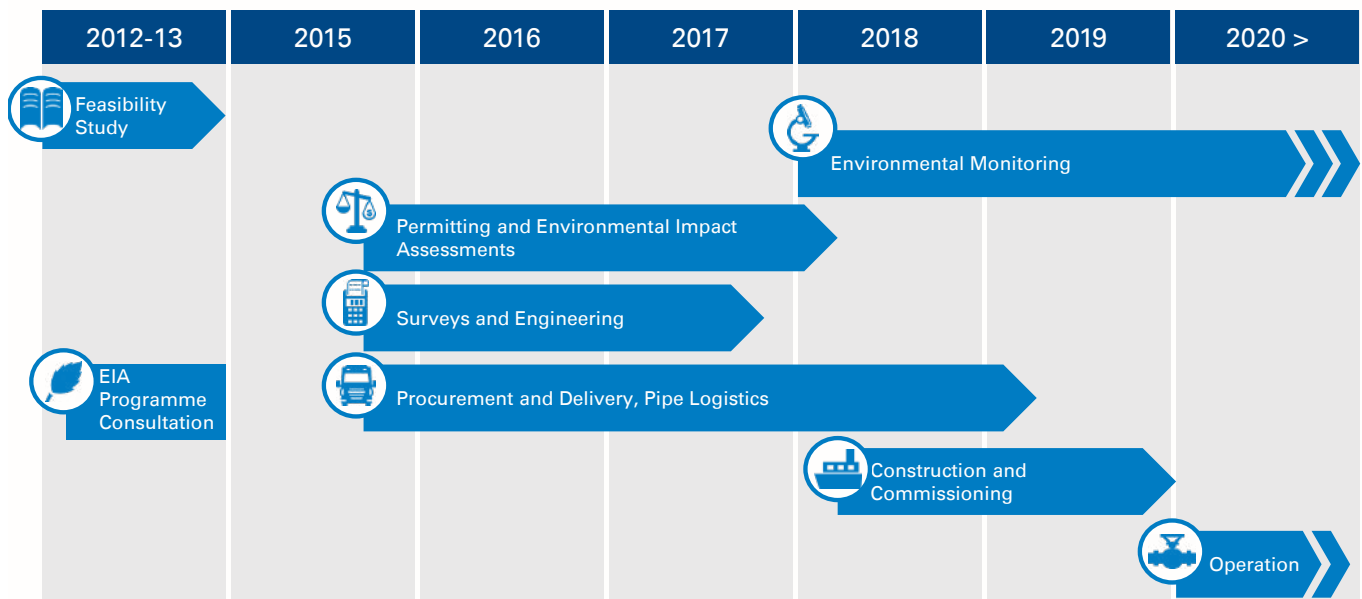 2012-13
2015
2016
2017
2018
2019
2020 >
Feasibility
Study
Environmental Monitoring
Permitting and Environmental Impact
Assessments
Surveys and Engineering
EIA
Programme
Consultation
Procurement and Delivery, Pipe Logistics
Construction and
Commissioning
Operation